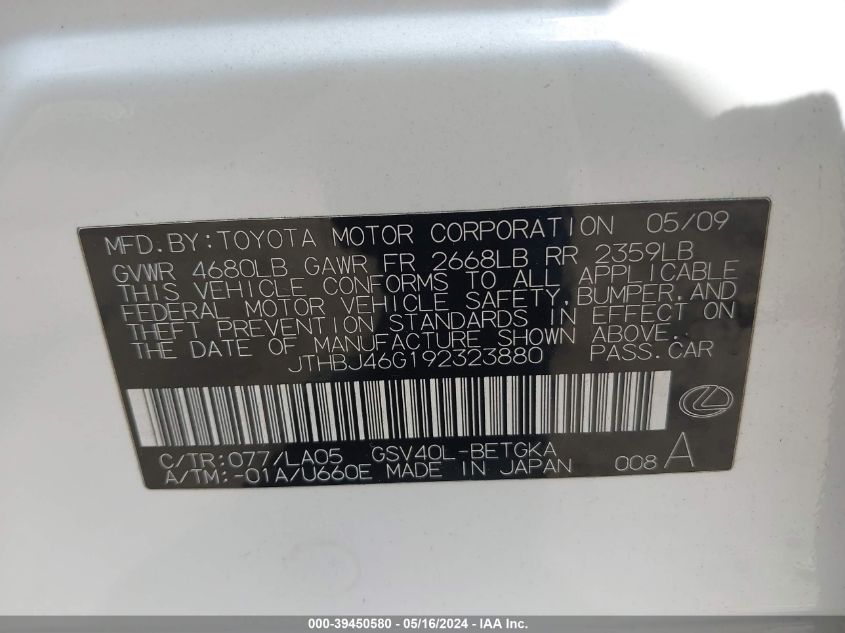 MFD. BY: TOYOTA MOTOR CORPORATION 05/09
GVWR 4680LB GAWR FR 2668LB RR 2359LB
THIS VEHICLE CONFORMS TO ALL APPLICABLE
FEDERAL MOTOR VEHICLE SAFETY, BUMPER, AND
THEFT PREVENTION STANDARDS IN EFFECT ON
THE DATE OF MANUFACTURE SHOWN ABOVE.
JTHBJ46G192323880 PASS. CAR
C/TR: 077/LA05 GSV40L-BETGKA
A/TM: -01A/U660E MADE IN JAPAN 008 A
000-39450580 - 05/16/2024 - IAA Inc.